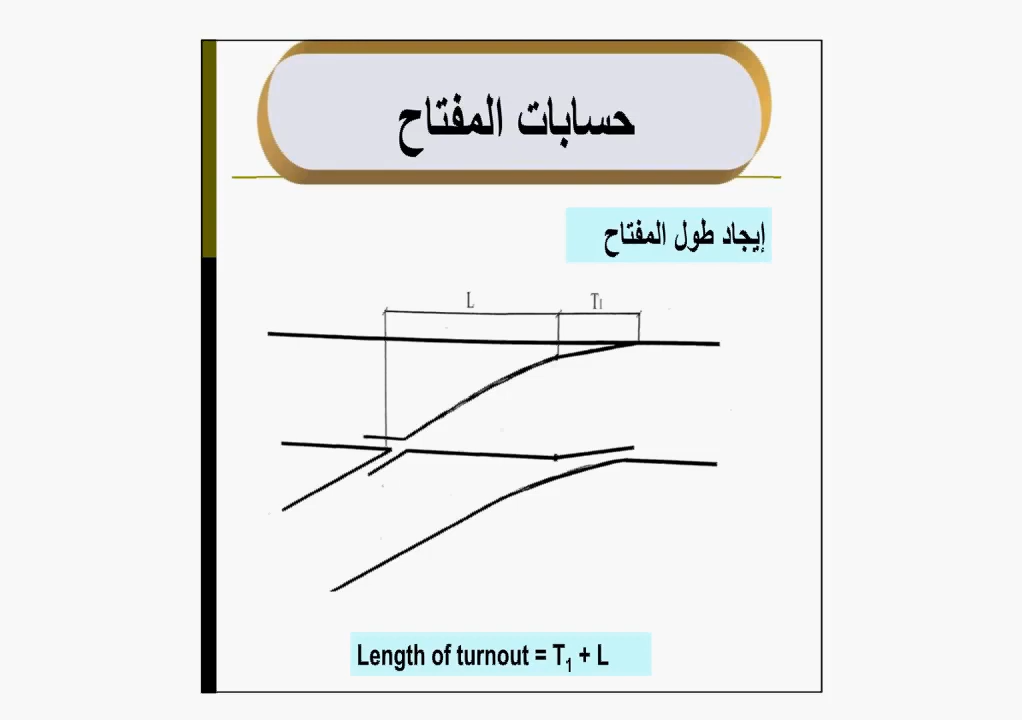 حسابات المفتاح
إيجاد طول المفتاح
L T1
Length of turnout = T1 + L